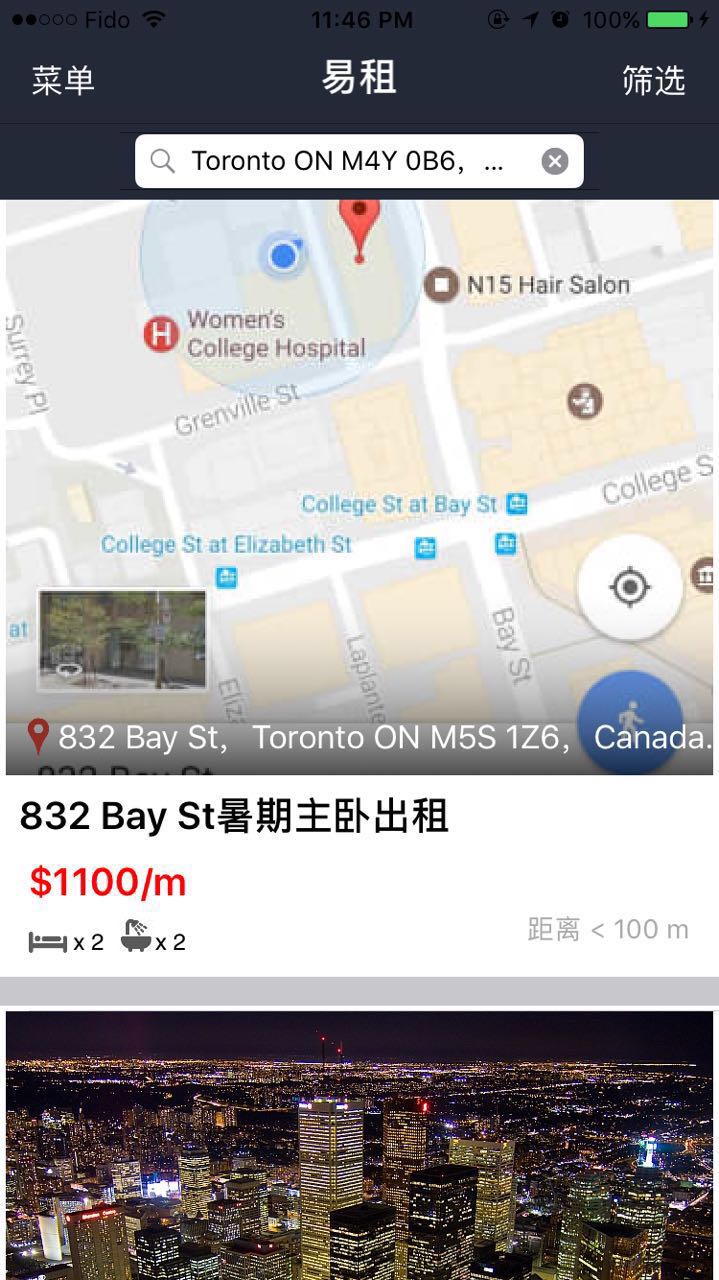 Fido 11:46 PM 100%
菜单 易租 筛选
Toronto ON M4Y 0B6， ...
N15 Hair Salon
Women's
College Hospital
Surrey Pl
Grenville St
College St at Bay St
College S
College St at Elizabeth St
at
Bay St
Laplante
Eliz
832 Bay St， Toronto ON M5S 1Z6， Canada.
832 Bay St
832 Bay St暑期主卧出租
$1100/m
x 2 x 2
距离 < 100 m